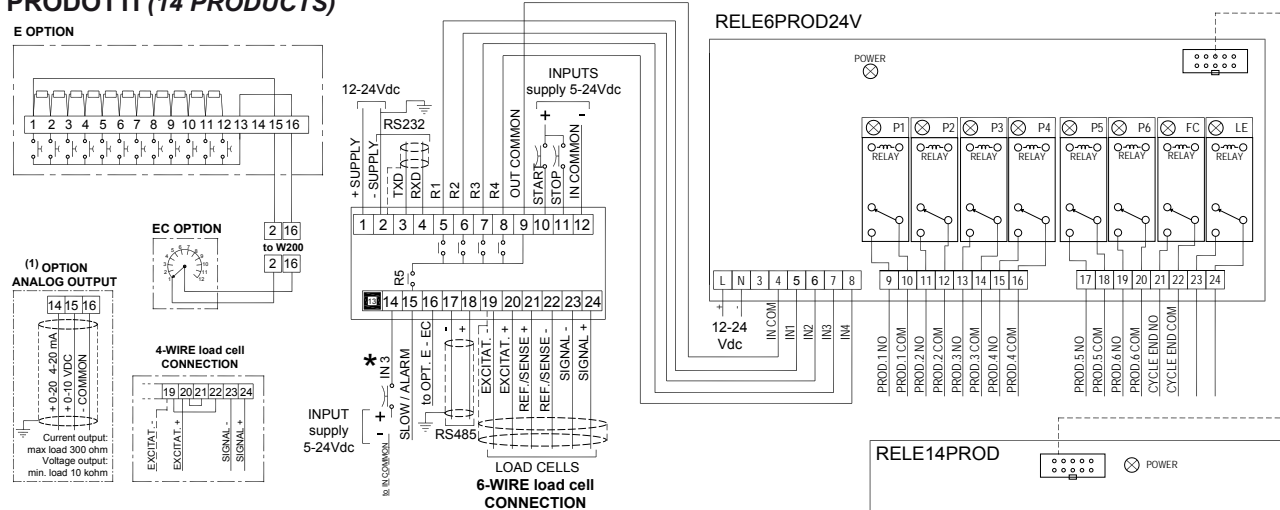 PRODOTTI (14 PRODUCTS)
E OPTION
1 2 3 4 5 6 7 8 9 10 11 12 13 14 15 16
2 16
to W200
2 16
EC OPTION
1 2 3 4 5 6 7 8 9 10 11 12
(1) OPTION
ANALOG OUTPUT
14 15 16
+ 0-20 4-20 mA
+ 0-10 VDC
- COMMON
Current output:
max load 300 ohm
Voltage output:
min. load 10 kohm
4-WIRE load cell
CONNECTION
19 20 21 22 23 24
EXCITAT. -
EXCITAT. +
SIGNAL -
SIGNAL +
12-24Vdc
RS232
INPUTS
supply 5-24Vdc
+ -
+ SUPPLY
- SUPPLY
TXD
RXD
R1
R2
R3
R4
OUT COMMON
START
STOP
IN COMMON
1 2 3 4 5 6 7 8 9 10 11 12
R5
13 14 15 16 17 18 19 20 21 22 23 24
* IN 3
SLOW / ALARM
to OPT. E - EC
-
+
EXCITAT. -
EXCITAT. +
REF./SENSE +
REF./SENSE -
SIGNAL -
SIGNAL +
INPUT
supply
5-24Vdc
+
-
to IN COMMON
RS485
LOAD CELLS
6-WIRE load cell
CONNECTION
RELE6PROD24V
POWER
P1 P2 P3 P4 P5 P6 FC LE
RELAY RELAY RELAY RELAY RELAY RELAY RELAY RELAY
L N 3 4 5 6 7 8
9 10 11 12 13 14 15 16
17 18 19 20 21 22 23 24
+ -
12-24
Vdc
IN COM
IN1
IN2
IN3
IN4
PROD.1 NO
PROD.1 COM
PROD.2 NO
PROD.2 COM
PROD.3 NO
PROD.3 COM
PROD.4 NO
PROD.4 COM
PROD.5 NO
PROD.5 COM
PROD.6 NO
PROD.6 COM
CYCLE END NO
CYCLE END COM
RELE14PROD
POWER